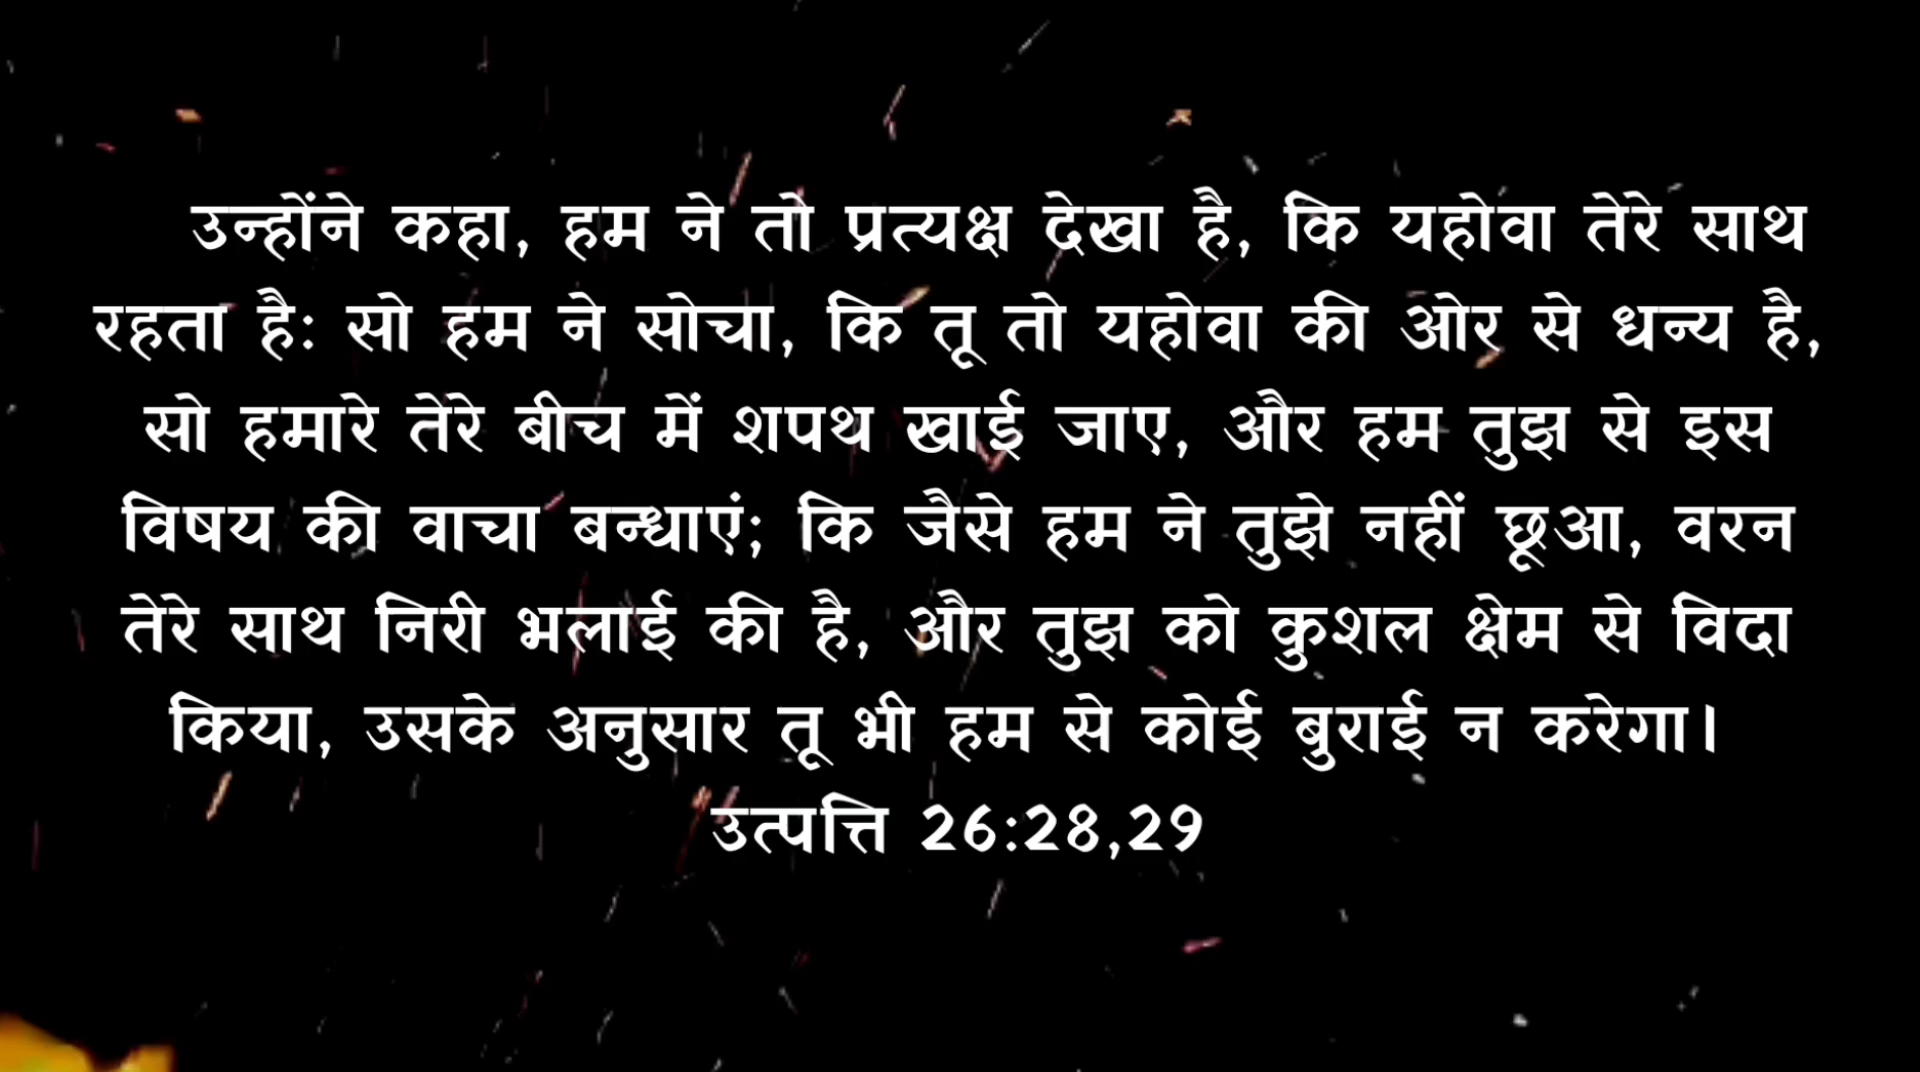 उन्होंने कहा, हम ने तो प्रत्यक्ष देखा है, कि यहोवा तेरे साथ
रहता है: सो हम ने सोचा, कि तू तो यहोवा की ओर से धन्य है,
सो हमारे तेरे बीच में शपथ खाई जाए, और हम तुझ से इस
विषय की वाचा बन्धाएं; कि जैसे हम ने तुझे नहीं छूआ, वरन
तेरे साथ निरी भलाई की है, और तुझ को कुशल क्षेम से विदा
किया, उसके अनुसार तू भी हम से कोई बुराई न करेगा।
उत्पत्ति 26:28,29